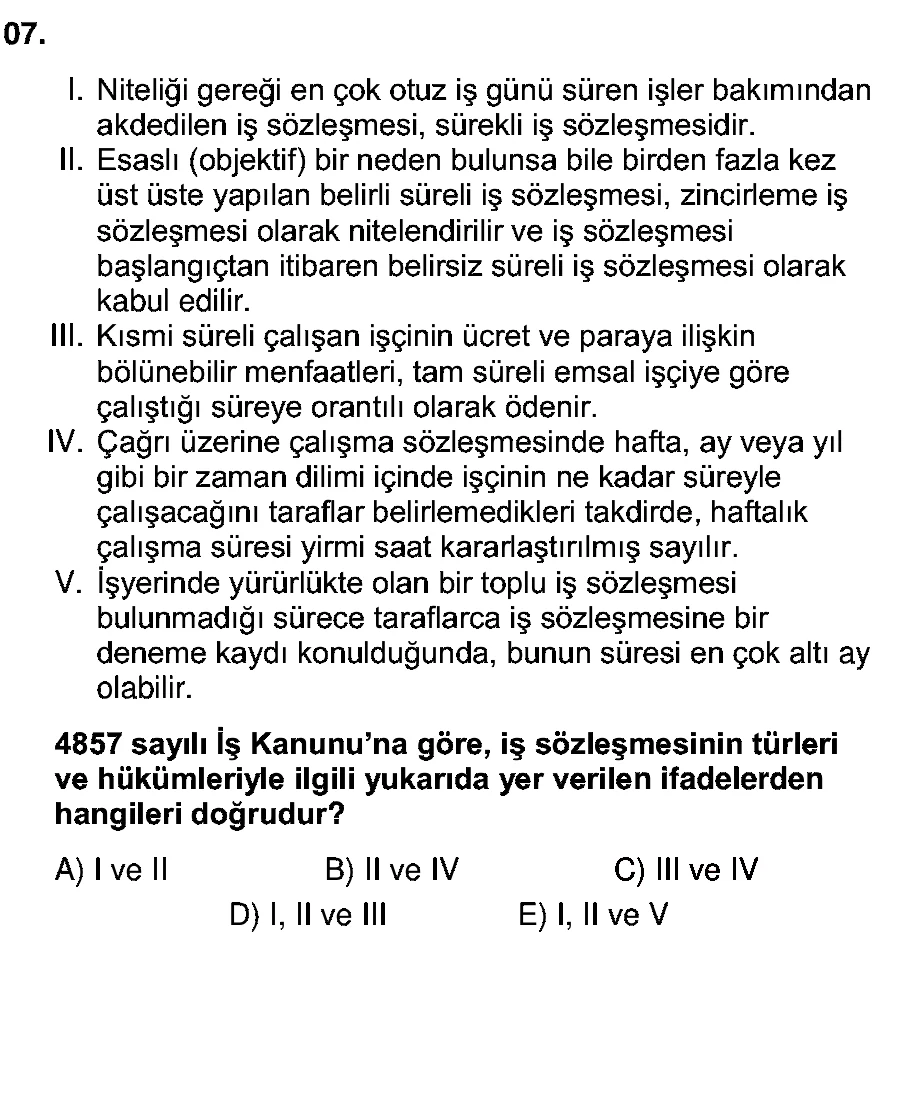 07.
I. Niteliği gereği en çok otuz iş günü süren işler bakımından
akdedilen iş sözleşmesi, sürekli iş sözleşmesidir.
II. Esaslı (objektif) bir neden bulunsa bile birden fazla kez
üst üste yapılan belirli süreli iş sözleşmesi, zincirleme iş
sözleşmesi olarak nitelendirilir ve iş sözleşmesi
başlangıçtan itibaren belirsiz süreli iş sözleşmesi olarak
kabul edilir.
III. Kısmi süreli çalışan işçinin ücret ve paraya ilişkin
bölünebilir menfaatleri, tam süreli emsal işçiye göre
çalıştığı süreye orantılı olarak ödenir.
IV. Çağrı üzerine çalışma sözleşmesinde hafta, ay veya yıl
gibi bir zaman dilimi içinde işçinin ne kadar süreyle
çalışacağını taraflar belirlemedikleri takdirde, haftalık
çalışma süresi yirmi saat kararlaştırılmış sayılır.
V. İşyerinde yürürlükte olan bir toplu iş sözleşmesi
bulunmadığı sürece taraflarca iş sözleşmesine bir
deneme kaydı konulduğunda, bunun süresi en çok altı ay
olabilir.
4857 sayılı İş Kanunu’na göre, iş sözleşmesinin türleri
ve hükümleriyle ilgili yukarıda yer verilen ifadelerden
hangileri doğrudur?
A) I ve II B) II ve IV C) III ve IV
D) I, II ve III E) I, II ve V